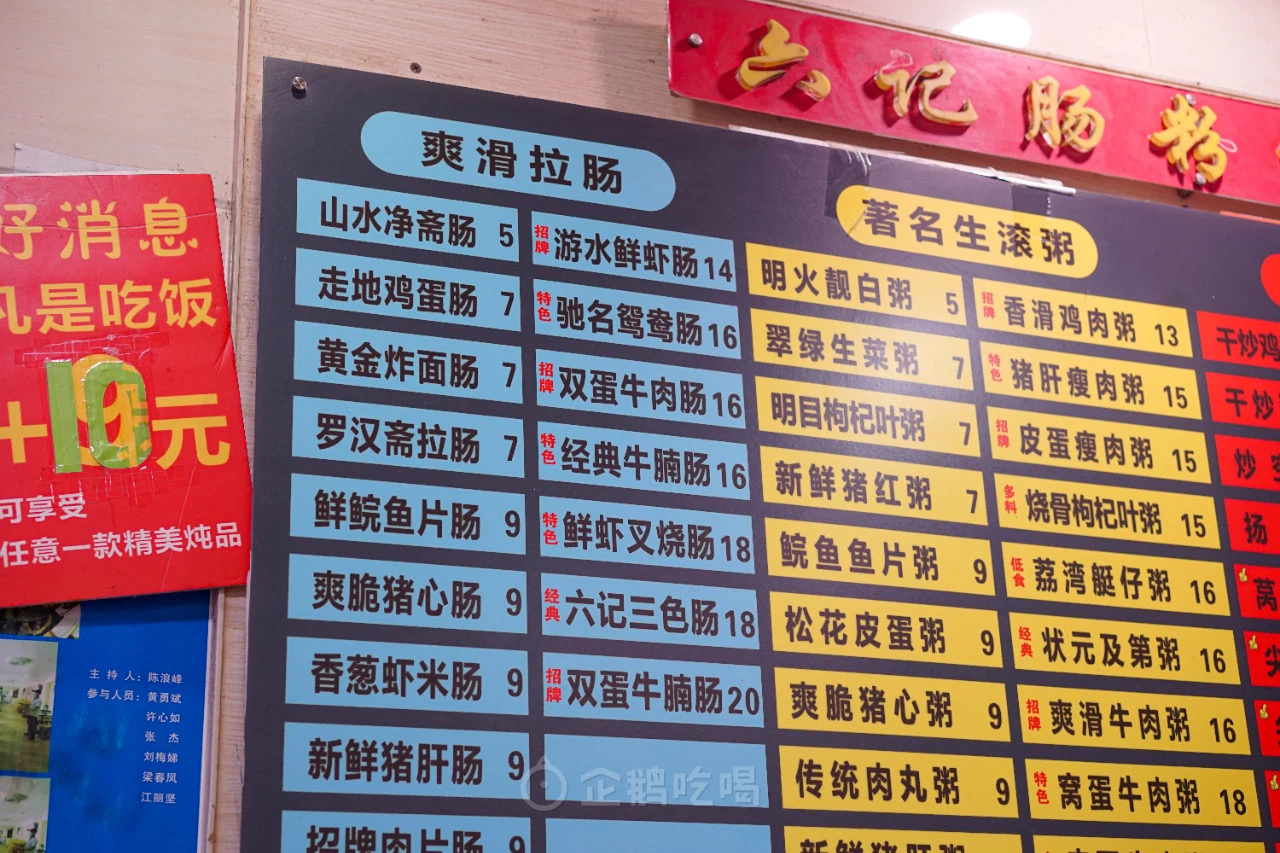 六记肠粉
爽滑拉肠
山水净斋肠 5
走地鸡蛋肠 7
黄金炸面肠 7
罗汉斋拉肠 7
鲜鲩鱼片肠 9
爽脆猪心肠 9
香葱虾米肠 9
新鲜猪肝肠 9
招牌肉片肠 9
招牌 游水鲜虾肠 14
特色 驰名鸳鸯肠 16
招牌 双蛋牛肉肠 16
特色 经典牛腩肠 16
特色 鲜虾叉烧肠 18
经典 六记三色肠 18
招牌 双蛋牛腩肠 20
著名生滚粥
明火靓白粥 5
翠绿生菜粥 7
明目枸杞叶粥 7
新鲜猪红粥 7
鲩鱼鱼片粥 9
松花皮蛋粥 9
爽脆猪心粥 9
传统肉丸粥 9
新鲜猪肝粥
招牌 香滑鸡肉粥 13
特色 猪肝瘦肉粥 15
招牌 皮蛋瘦肉粥 15
多料 烧骨枸杞叶粥 15
低食 荔湾艇仔粥 16
经典 状元及第粥 16
招牌 爽滑牛肉粥 16
特色 窝蛋牛肉粥 18
干炒鸡
干炒
炒
扬
莴
好消息
凡是吃饭
+10元
可享受
任意一款精美炖品
主 持 人：陈浪峰
参与人员：黄勇斌
许心如
张 杰
刘梅娣
梁春凤
江丽坚
企鹅吃喝